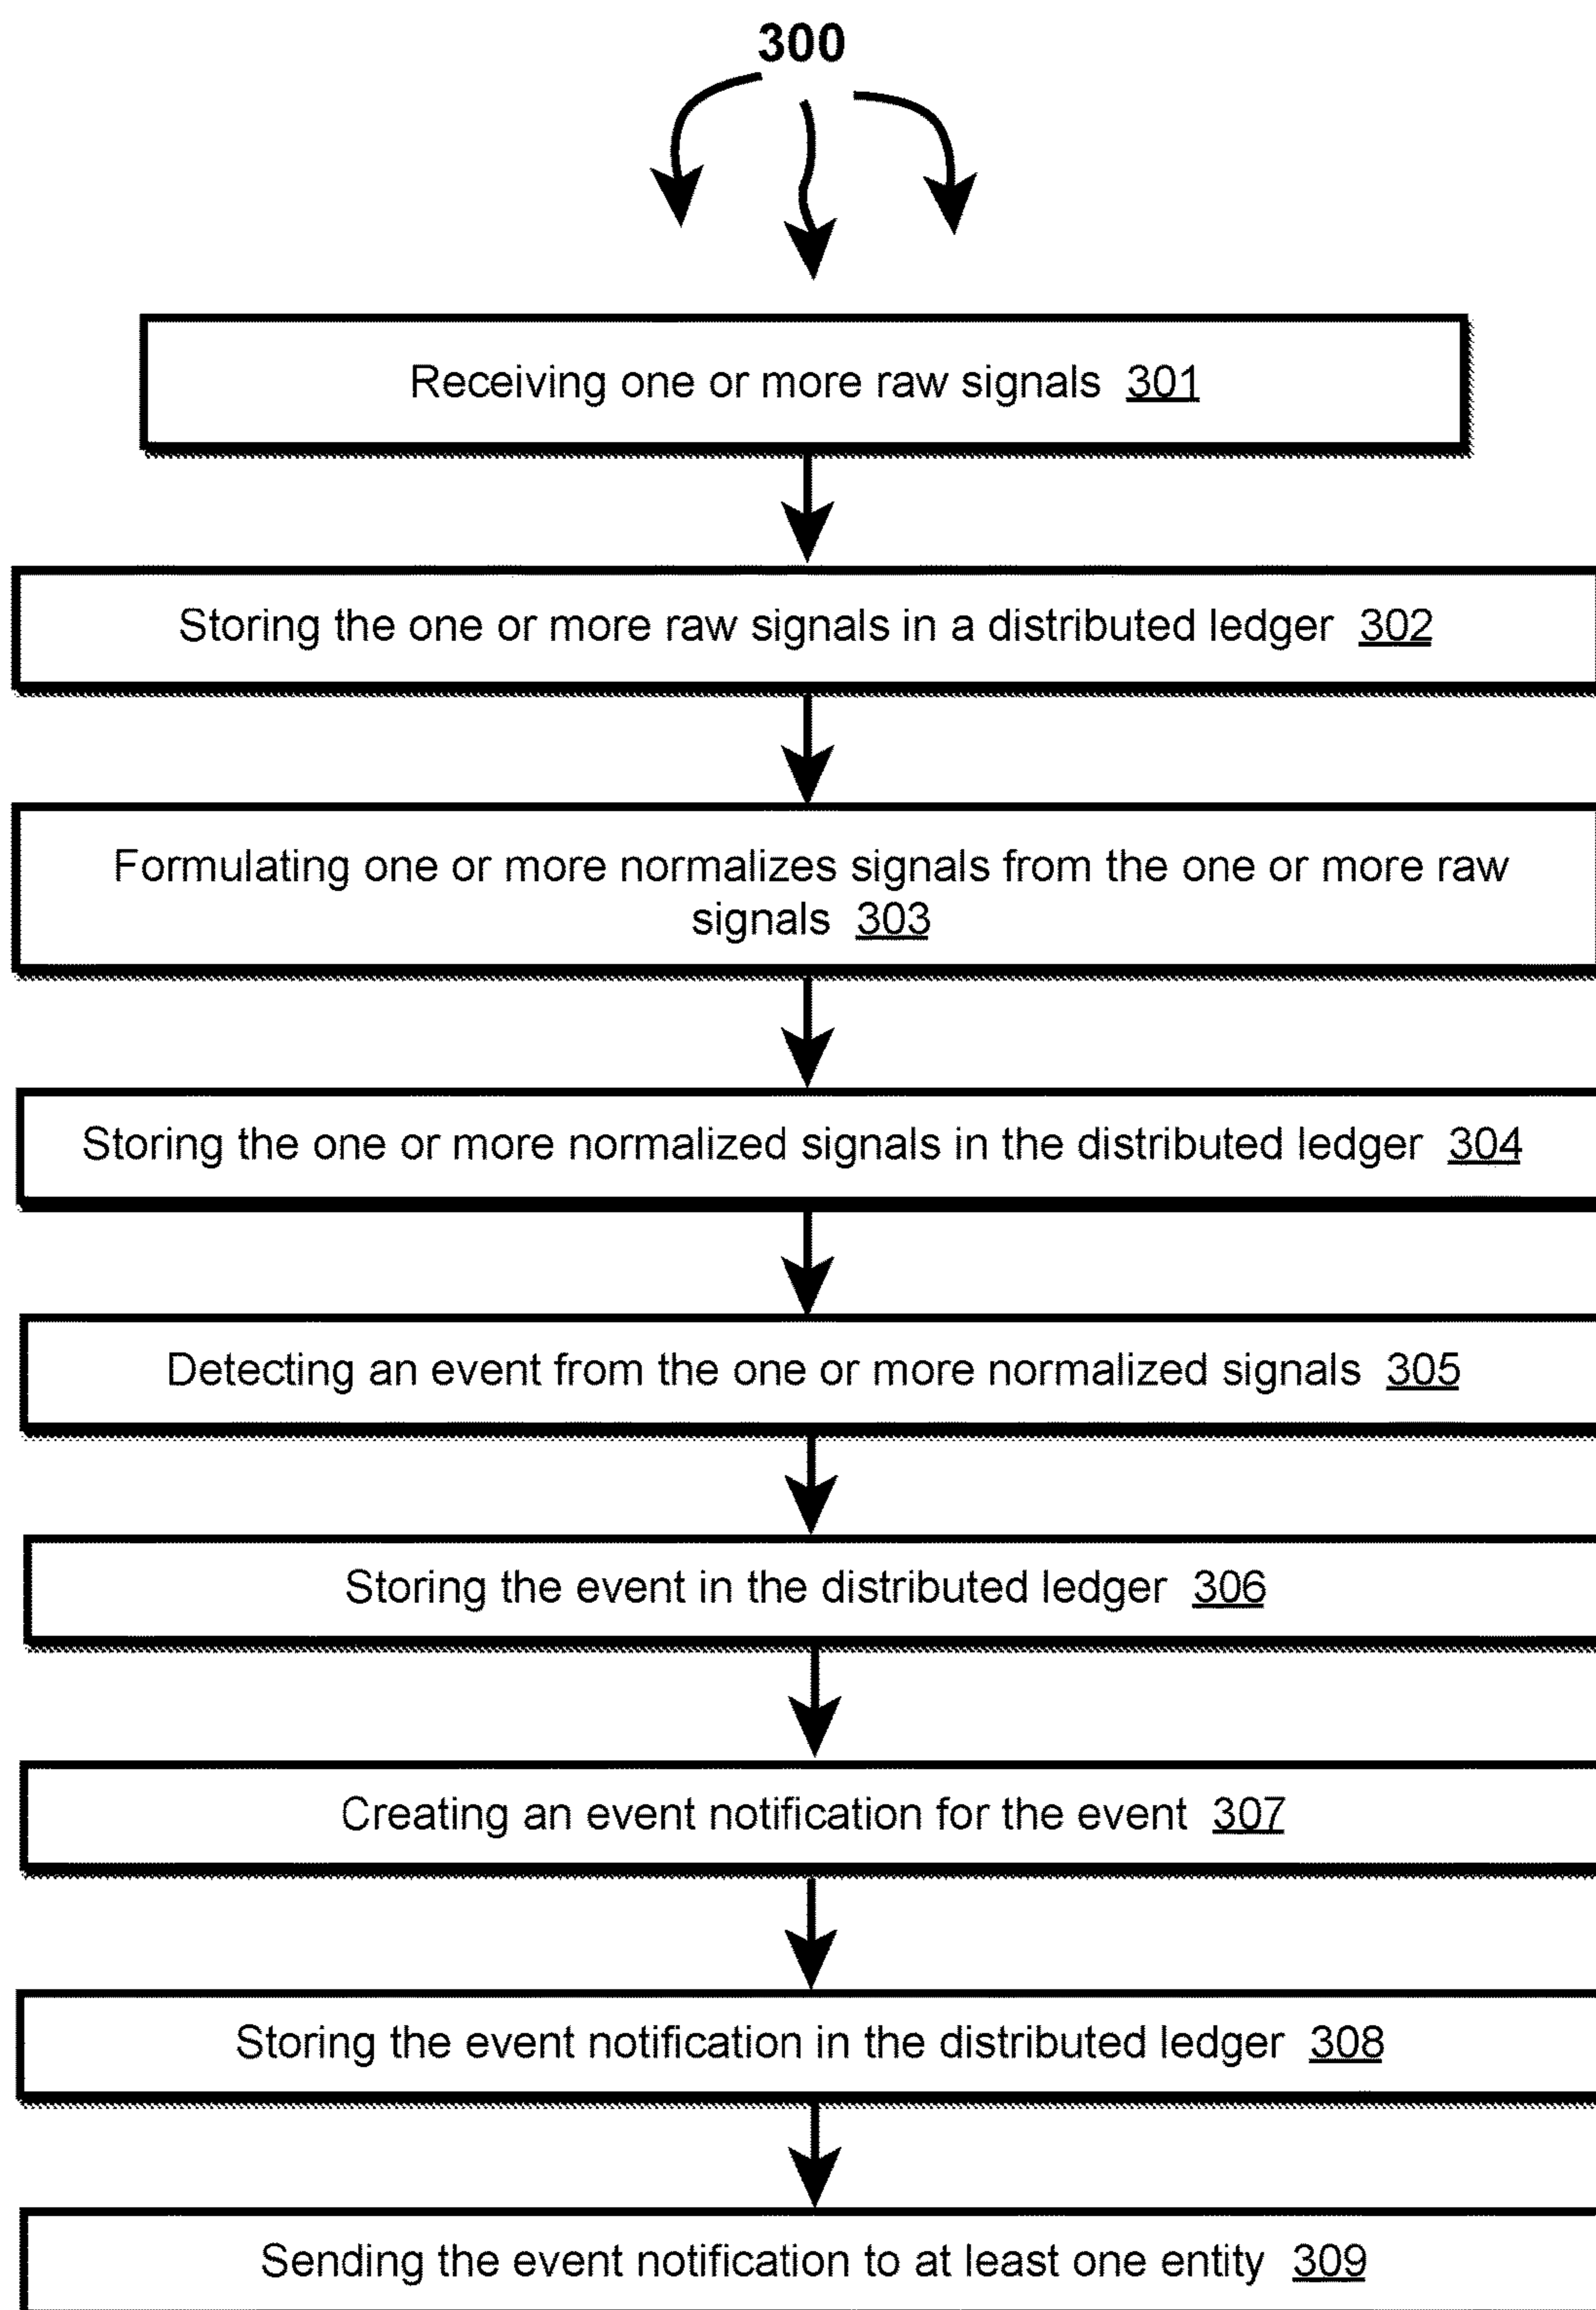 300
Receiving one or more raw signals 301
Storing the one or more raw signals in a distributed ledger 302
Formulating one or more normalizes signals from the one or more raw
signals 303
Storing the one or more normalized signals in the distributed ledger 304
Detecting an event from the one or more normalized signals 305
Storing the event in the distributed ledger 306
Creating an event notification for the event 307
Storing the event notification in the distributed ledger 308
Sending the event notification to at least one entity 309